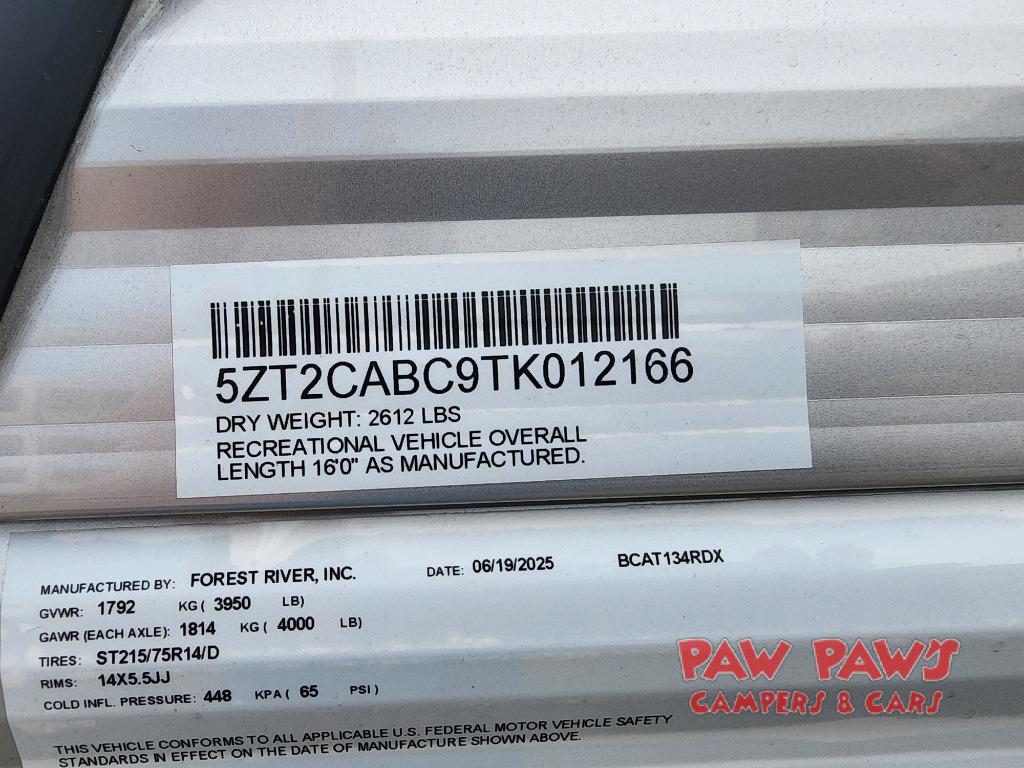 5ZT2CABC9TK012166
DRY WEIGHT: 2612 LBS
RECREATIONAL VEHICLE OVERALL
LENGTH 16'0" AS MANUFACTURED.
MANUFACTURED BY: FOREST RIVER, INC. DATE: 06/19/2025 BCAT134RDX
GVWR: 1792 KG( 3950 LB)
GAWR (EACH AXLE): 1814 KG( 4000 LB)
TIRES: ST215/75R14/D
RIMS: 14X5.5JJ
COLD INFL. PRESSURE: 448 KPA( 65 PSI)
THIS VEHICLE CONFORMS TO ALL APPLICABLE U.S. FEDERAL MOTOR VEHICLE SAFETY
STANDARDS IN EFFECT ON THE DATE OF MANUFACTURE SHOWN ABOVE.
PAW PAW'S
CAMPERS & CARS